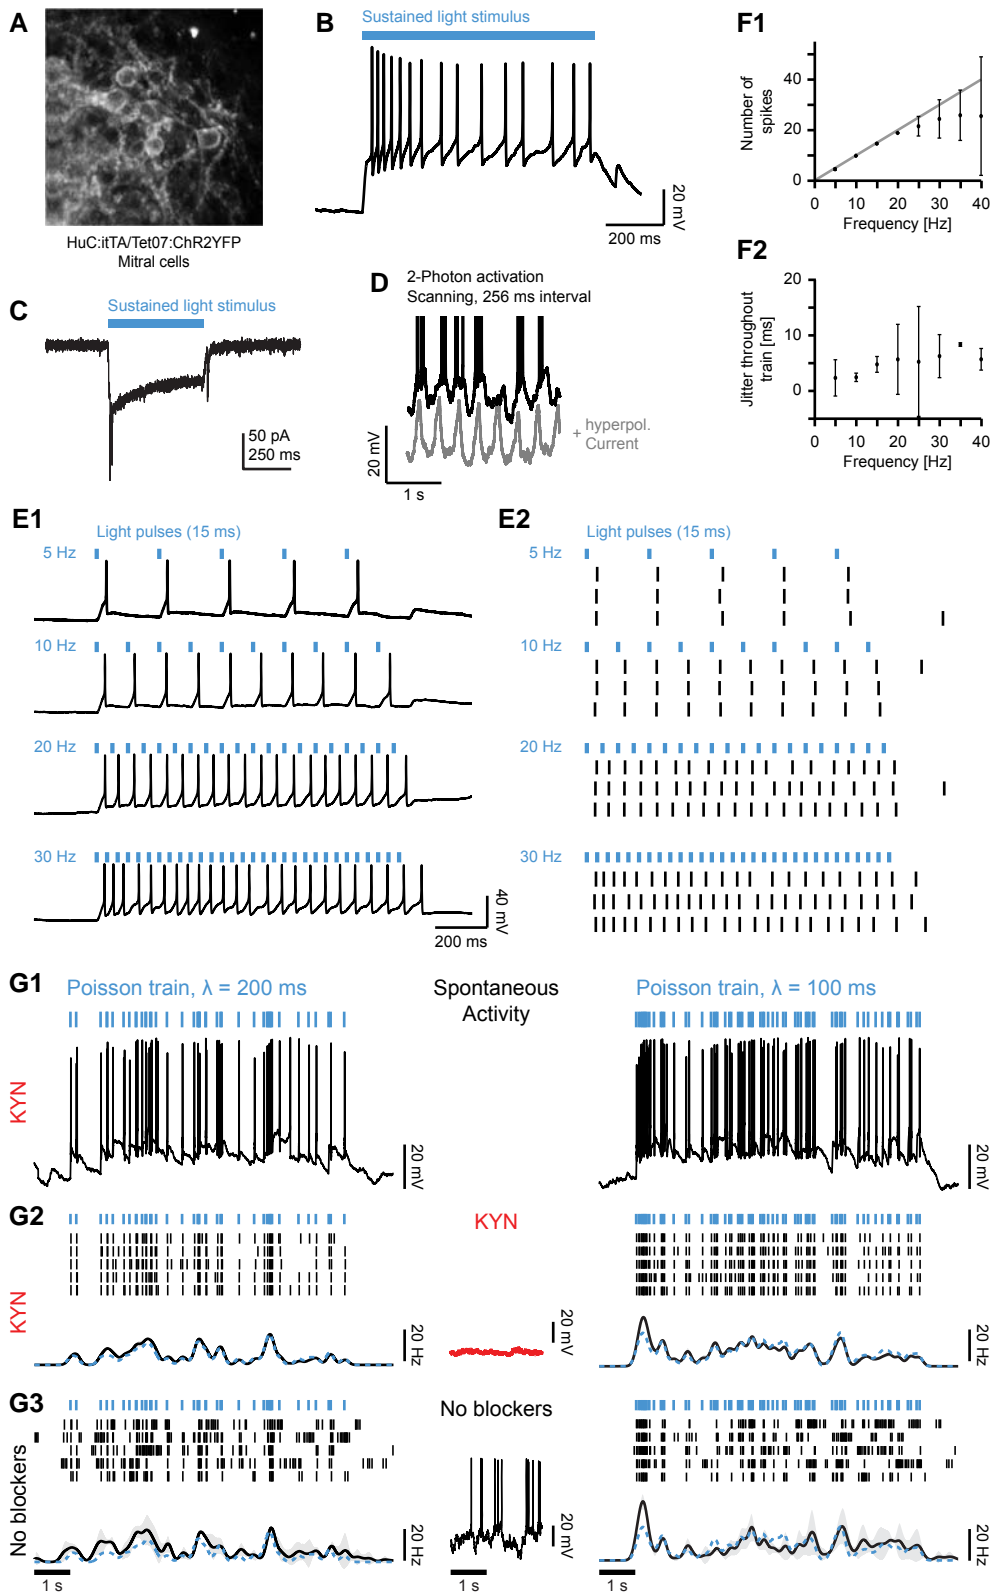 A
HuC:itTA/Tet07:ChR2YFP
Mitral cells
B
Sustained light stimulus
20 mV
200 ms
F1
Number of
spikes
40
20
0
0 10 20 30 40
Frequency [Hz]
C
Sustained light stimulus
50 pA
250 ms
D
2-Photon activation
Scanning, 256 ms interval
+ hyperpol.
Current
20 mV
1 s
F2
Jitter throughout
train [ms]
20
10
0
0 10 20 30 40
Frequency [Hz]
E1
Light pulses (15 ms)
5 Hz
10 Hz
20 Hz
30 Hz
40 mV
200 ms
E2
Light pulses (15 ms)
5 Hz
10 Hz
20 Hz
30 Hz
G1
Poisson train, λ = 200 ms
Spontaneous
Activity
Poisson train, λ = 100 ms
KYN
20 mV
20 mV
G2
KYN
KYN
20 Hz
20 mV
20 Hz
G3
No blockers
No blockers
20 Hz
20 mV
20 Hz
1 s
1 s
1 s